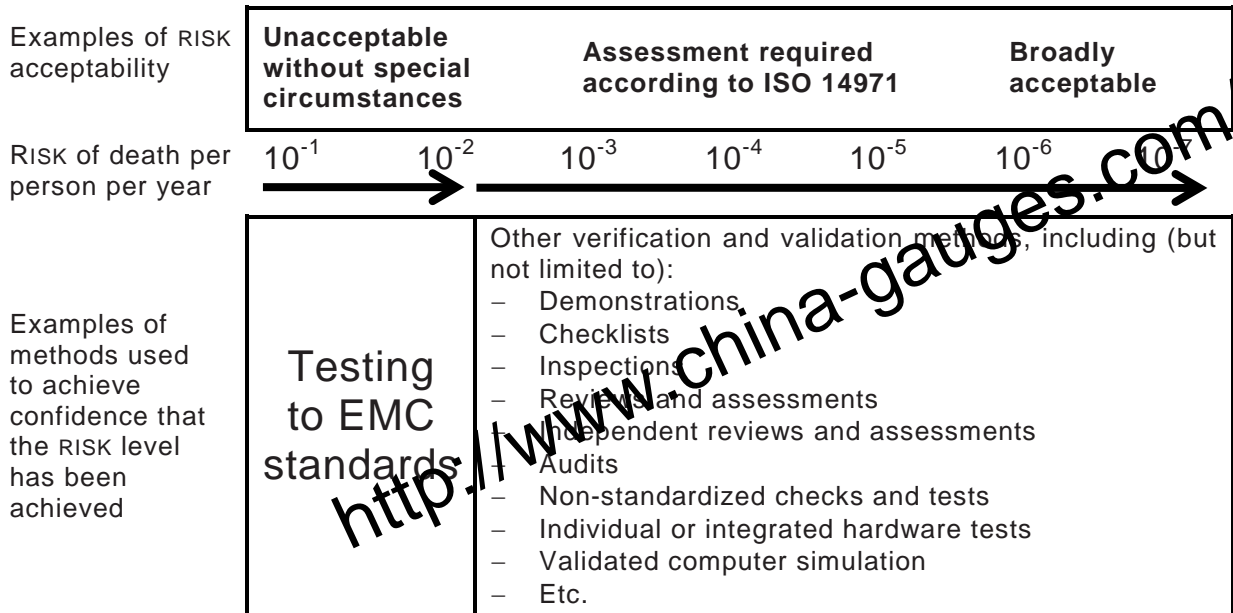 Examples of RISK
acceptability
Unacceptable
without special
circumstances
Assessment required
according to ISO 14971
Broadly
acceptable
RISK of death per
person per year
10⁻¹ 10⁻² 10⁻³ 10⁻⁴ 10⁻⁵ 10⁻⁶ 10⁻⁷
Examples of
methods used
to achieve
confidence that
the RISK level
has been
achieved
Testing
to EMC
standards
Other verification and validation methods, including (but
not limited to):
– Demonstrations
– Checklists
– Inspections
– Reviews and assessments
– Independent reviews and assessments
– Audits
– Non-standardized checks and tests
– Individual or integrated hardware tests
– Validated computer simulation
– Etc.
http://www.china-gauges.com/